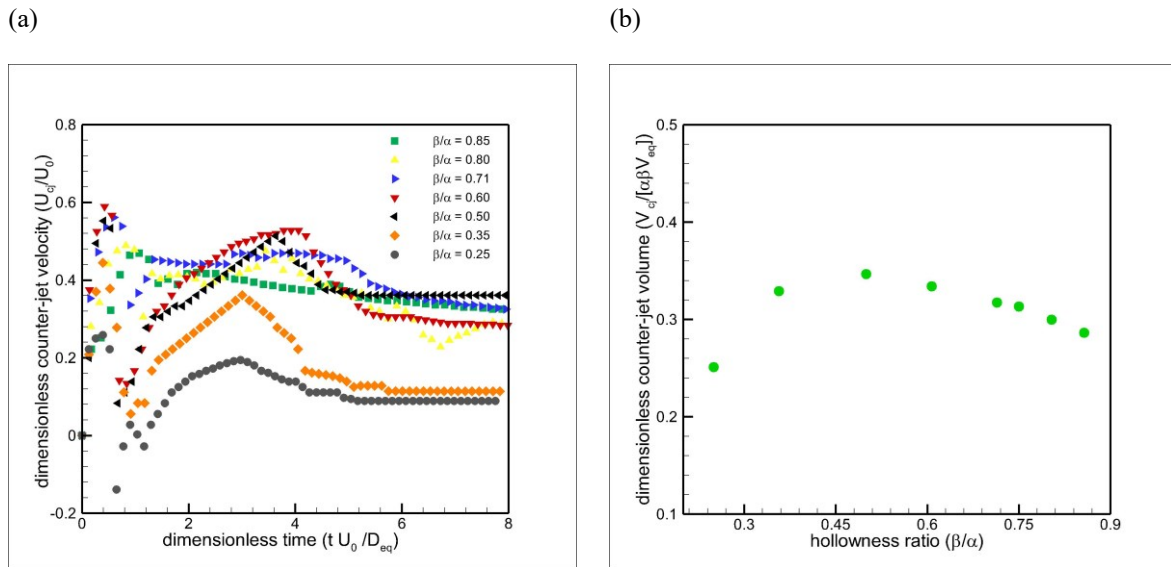 (a)
(b)
dimensionless counter-jet velocity (U_cj/U_0)
0.8
0.6
0.4
0.2
0
-0.2
β/α = 0.85
β/α = 0.80
β/α = 0.71
β/α = 0.60
β/α = 0.50
β/α = 0.35
β/α = 0.25
0 2 4 6 8
dimensionless time (t U_0 /D_eq)
dimensionless counter-jet volume (V_cj/[αβV_eq])
0.5
0.4
0.3
0.2
0.1
0.3 0.45 0.6 0.75 0.9
hollowness ratio (β/α)